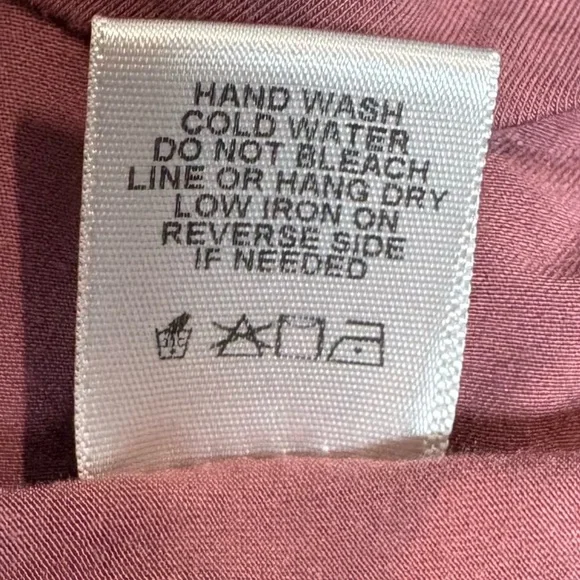 HAND WASH
COLD WATER
DO NOT BLEACH
LINE OR HANG DRY
LOW IRON ON
REVERSE SIDE
IF NEEDED